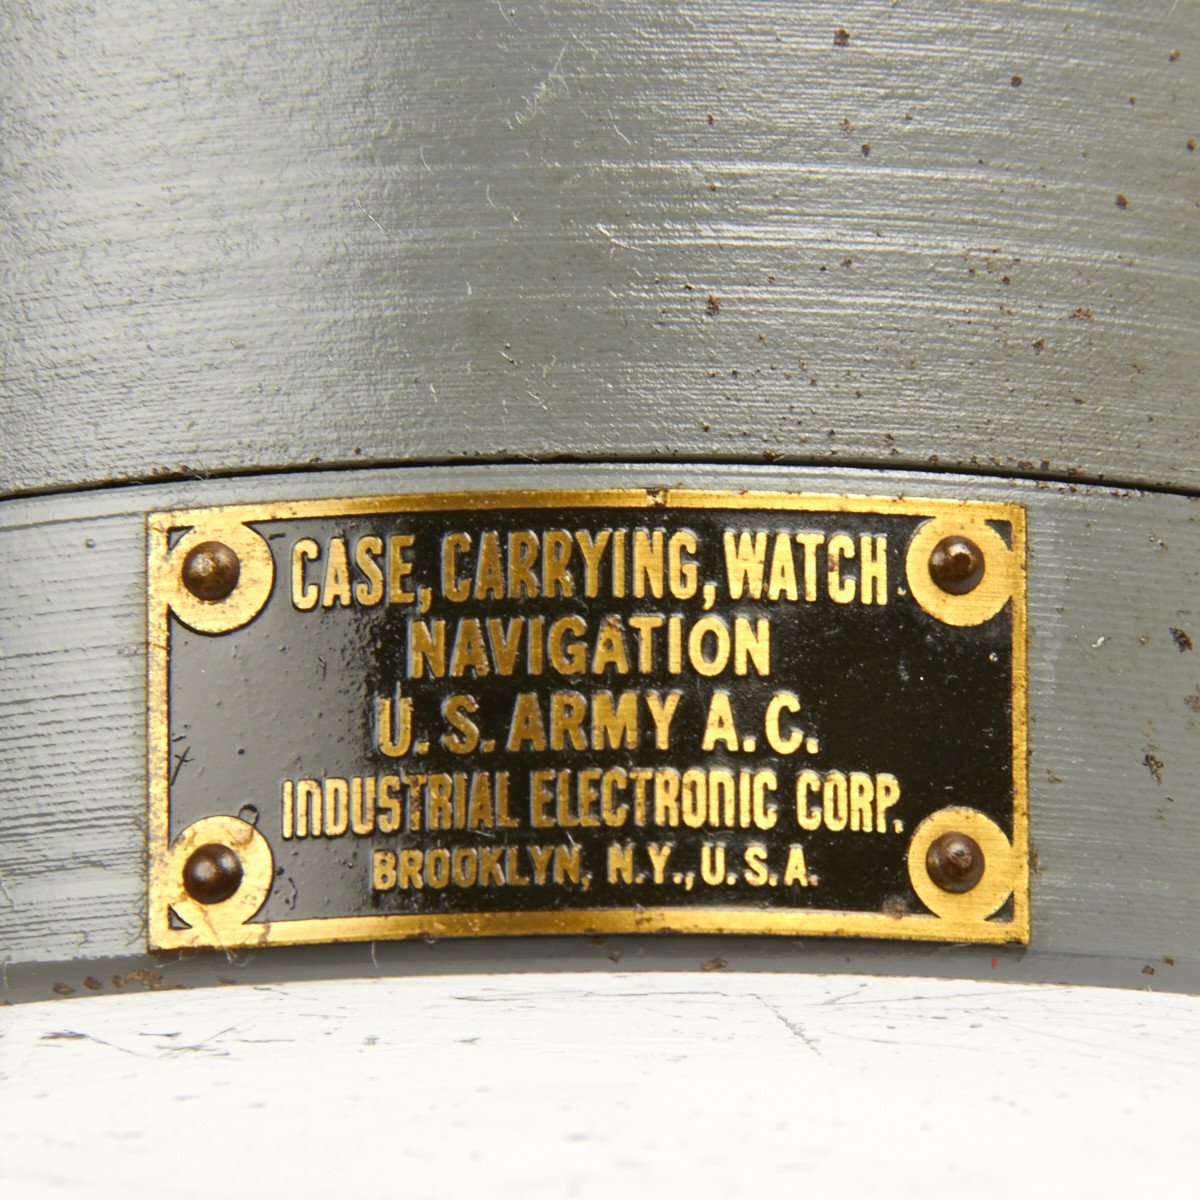 CASE, CARRYING, WATCH
NAVIGATION
U. S. ARMY A. C.
INDUSTRIAL ELECTRONIC CORP.
BROOKLYN, N. Y., U. S. A.